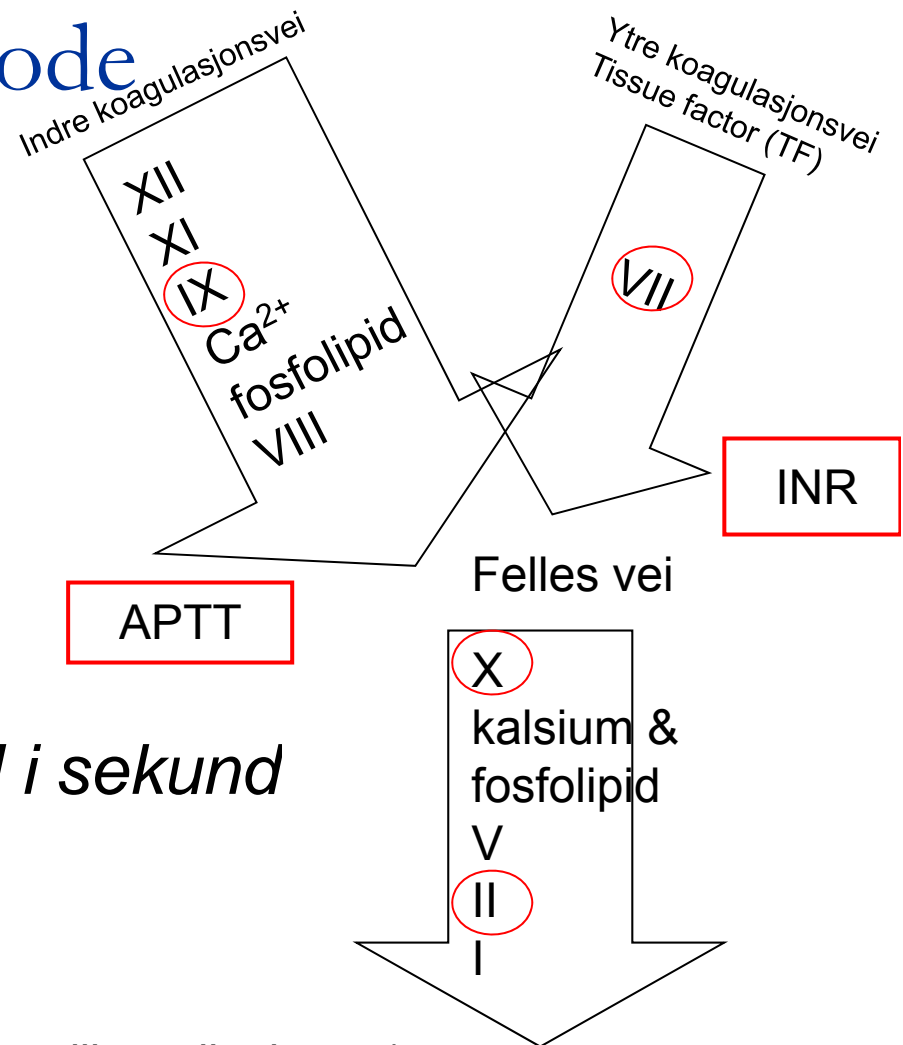 ode
Indre koagulasjonsvei
Ytre koagulasjonsvei
Tissue factor (TF)
XII
XI
IX
Ca²⁺
fosfolipid
VIII
VII
INR
APTT
Felles vei
X
kalsium &
fosfolipid
V
II
I
i sekund